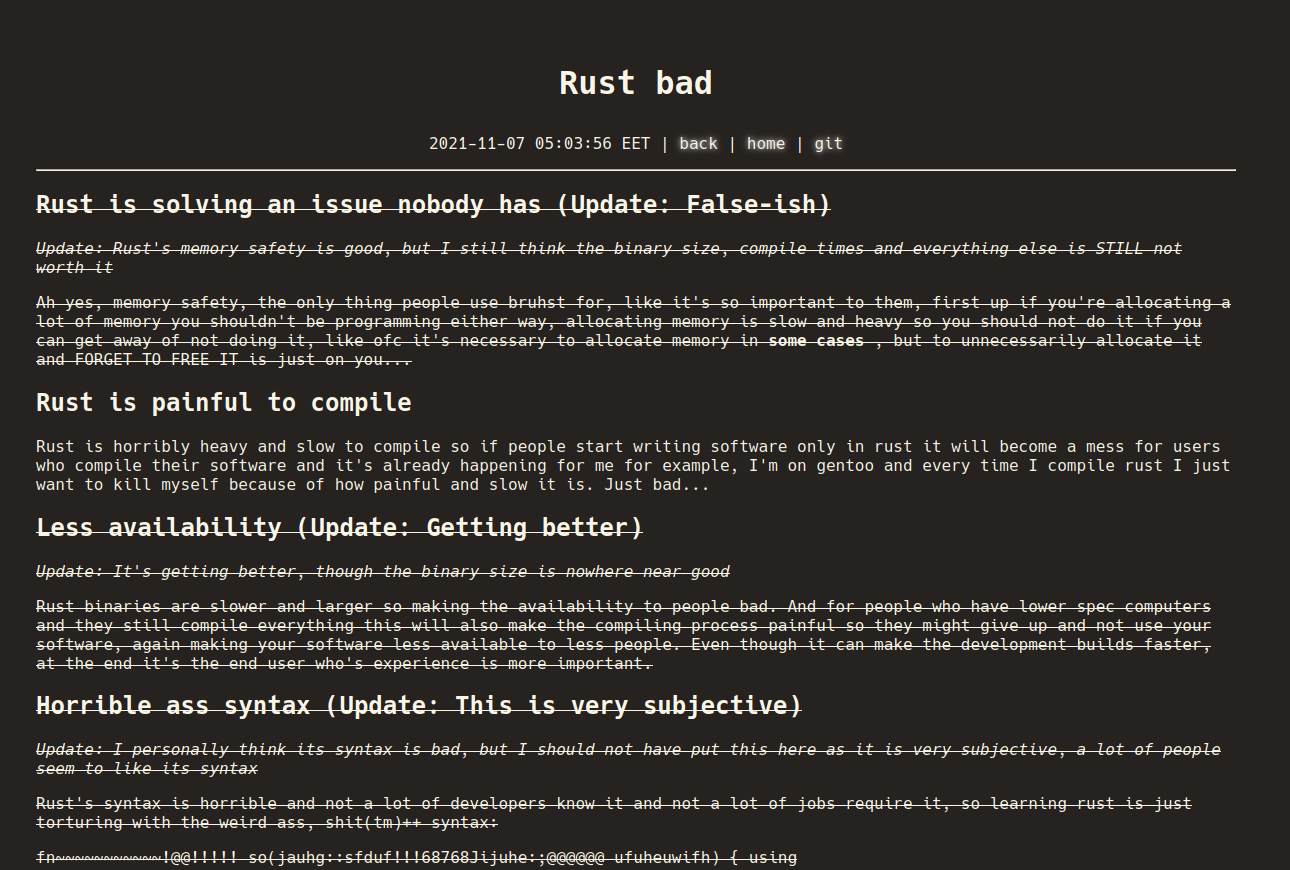 Rust bad
2021-11-07 05:03:56 EET | back | home | git
Rust is solving an issue nobody has (Update: False-ish)
Update: Rust's memory safety is good, but I still think the binary size, compile times and everything else is STILL not
worth it
Ah yes, memory safety, the only thing people use bruhst for, like it's so important to them, first up if you're allocating a
lot of memory you shouldn't be programming either way, allocating memory is slow and heavy so you should not do it if you
can get away of not doing it, like ofc it's necessary to allocate memory in some cases , but to unnecessarily allocate it
and FORGET TO FREE IT is just on you...
Rust is painful to compile
Rust is horribly heavy and slow to compile so if people start writing software only in rust it will become a mess for users
who compile their software and it's already happening for me for example, I'm on gentoo and every time I compile rust I just
want to kill myself because of how painful and slow it is. Just bad...
Less availability (Update: Getting better)
Update: It's getting better, though the binary size is nowhere near good
Rust binaries are slower and larger so making the availability to people bad. And for people who have lower spec computers
and they still compile everything this will also make the compiling process painful so they might give up and not use your
software, again making your software less available to less people. Even though it can make the development builds faster,
at the end it's the end user who's experience is more important.
Horrible ass syntax (Update: This is very subjective)
Update: I personally think its syntax is bad, but I should not have put this here as it is very subjective, a lot of people
seem to like its syntax
Rust's syntax is horrible and not a lot of developers know it and not a lot of jobs require it, so learning rust is just
torturing with the weird ass, shit(tm)++ syntax:
fn~~~~~~~~~~~!@@!!!!! so(jauhg::sfduf!!!68768Jijuhe:;@@@@@@ ufuheuwifh) { using